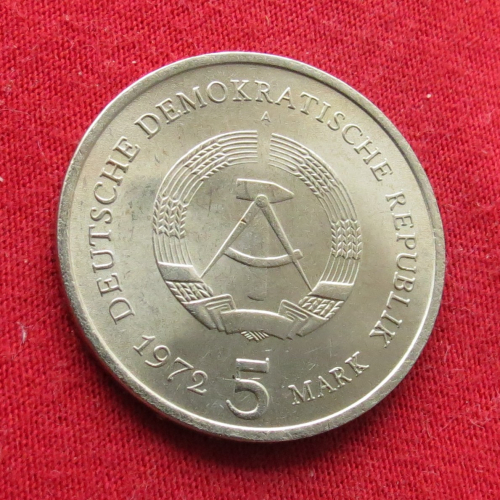 DEUTSCHE DEMOKRATISCHE REPUBLIK
A
1972 5 MARK